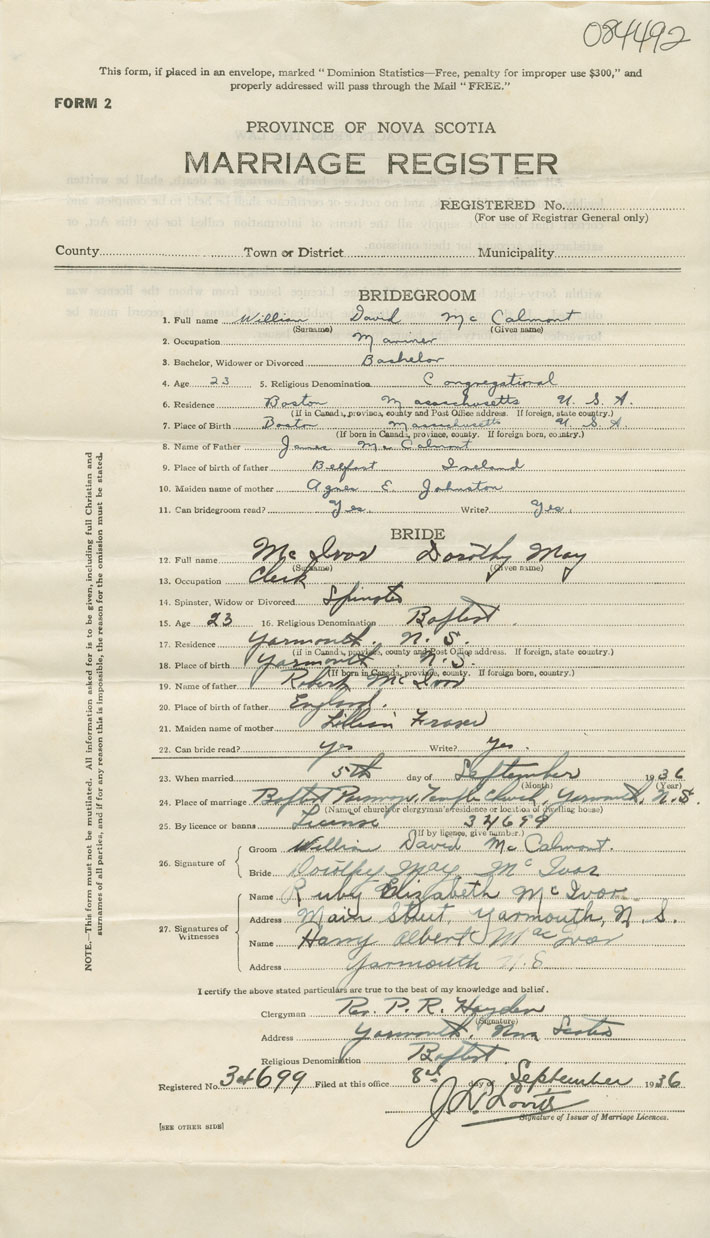 084492
This form, if placed in an envelope, marked "Dominion Statistics—Free, penalty for improper use $300," and
properly addressed will pass through the Mail "FREE."
FORM 2
PROVINCE OF NOVA SCOTIA
MARRIAGE REGISTER
REGISTERED No.
(For use of Registrar General only)
County Town or District Municipality
BRIDEGROOM
1. Full name William David McCalmont
(Surname) (Given name)
2. Occupation Mariner
3. Bachelor, Widower or Divorced Bachelor
4. Age 23 5. Religious Denomination Congregational
6. Residence Boston Massachusetts U.S.A.
(If in Canada, province, county and Post Office address. If foreign, state country.)
7. Place of Birth Boston Massachusetts U S A
(If born in Canada, province, county. If foreign born, country.)
8. Name of Father James McCalmont
9. Place of birth of father Belfast Ireland
10. Maiden name of mother Agnes E Johnston
11. Can bridegroom read? Yes. Write? Yes.
BRIDE
12. Full name McIvor Dorothy May
(Surname) (Given name)
13. Occupation Clerk
14. Spinster, Widow or Divorced Spinster
15. Age 23 16. Religious Denomination Baptist
17. Residence Yarmouth, N.S.
(if in Canada, province, county and Post Office address. If foreign, state country.)
18. Place of birth Yarmouth, N.S.
(If born in Canada, province, county. If foreign born, country.)
19. Name of father Robert McIvor
20. Place of birth of father England.
21. Maiden name of mother Lillian Fraser
22. Can bride read? Yes Write? Yes.
23. When married 5th day of September 1936
(Month) (Year)
24. Place of marriage Baptist Parsonage, Temple Church, Yarmouth, N.S.
(Name of church or clergyman's residence or location of dwelling house)
25. By licence or banns License 34699
(If by licence, give number.)
26. Signature of
Groom William David McCalmont.
Bride Dorothy May McIvor
27. Signatures of Witnesses
Name Ruby Elizabeth McIvor
Address Main Street, Yarmouth, N.S.
Name Harry Albert MacIvor
Address Yarmouth N.S
I certify the above stated particulars are true to the best of my knowledge and belief.
Clergyman Rev. P. R. Hayden
(Signature)
Address Yarmouth, Nova Scotia
Religious Denomination Baptist
Registered No. 34699 Filed at this office 8th day of September 1936
Signature of Issuer of Marriage Licences.
[SEE OTHER SIDE]
NOTE.—This form must not be mutilated. All information asked for is to be given, including full Christian and
surnames of all parties, and if for any reason this is impossible, the reason for the omission must be stated.